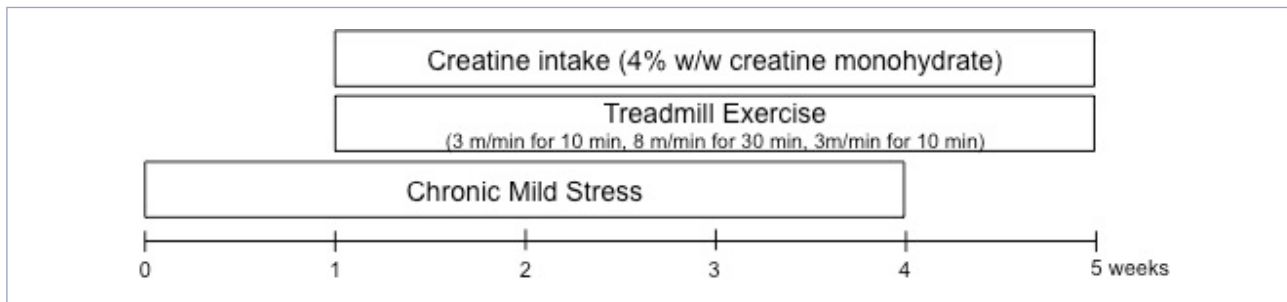 Creatine intake (4% w/w creatine monohydrate)
Treadmill Exercise
(3 m/min for 10 min, 8 m/min for 30 min, 3m/min for 10 min)
Chronic Mild Stress
0 1 2 3 4 5 weeks